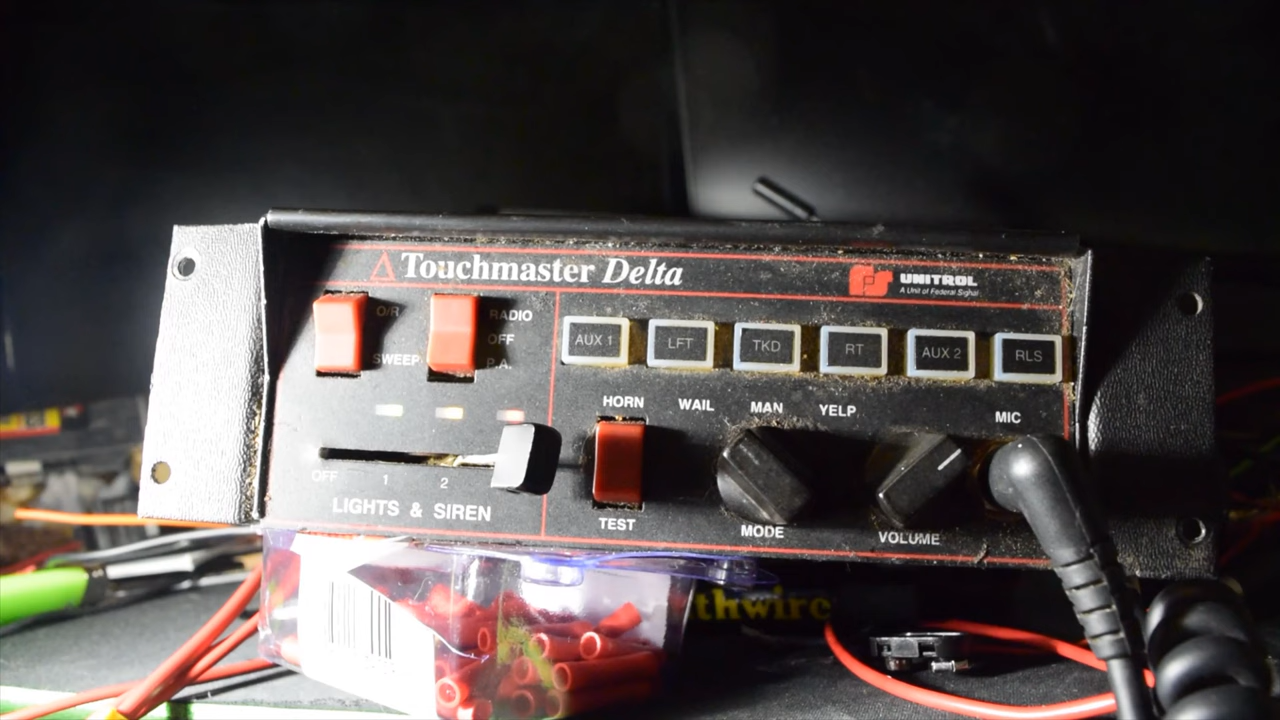 Touchmaster Delta
UNITROL
A Unit of Federal Signal
O/R
SWEEP
RADIO
OFF
P.A.
AUX 1
LFT
TKD
RT
AUX 2
RLS
HORN
WAIL
MAN
YELP
MIC
OFF
1
2
LIGHTS & SIREN
TEST
MODE
VOLUME
thwire